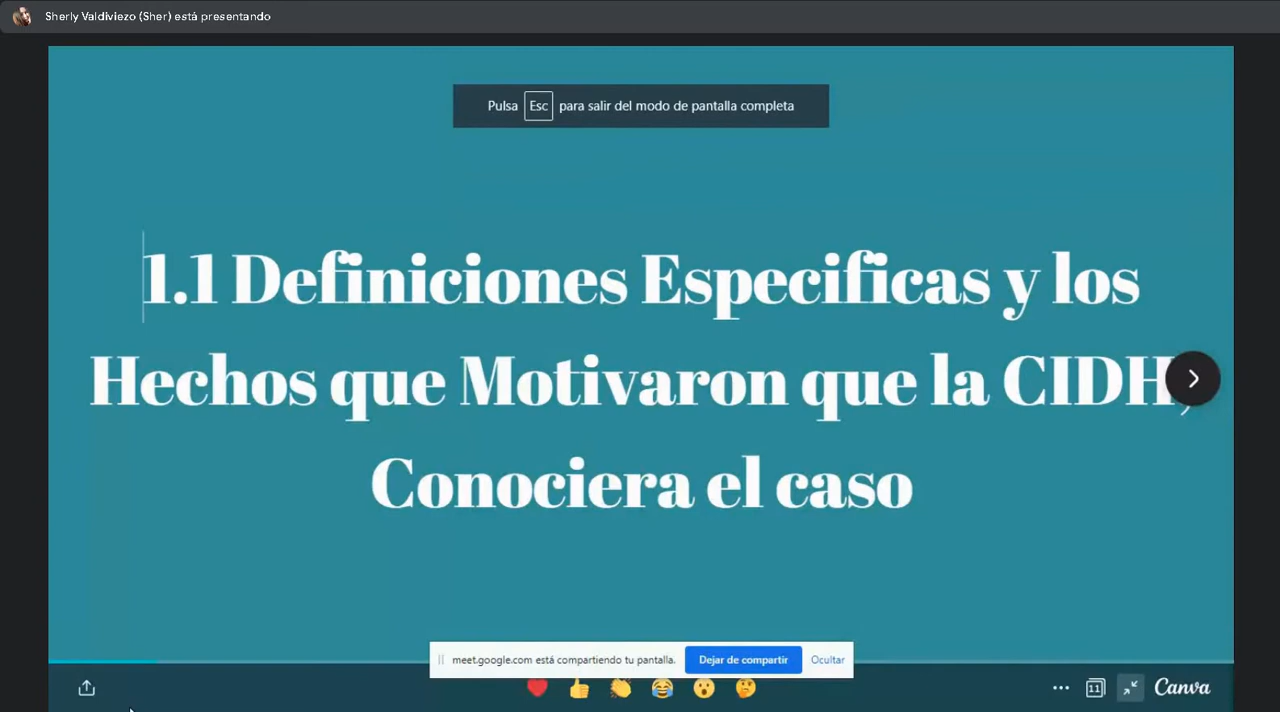 Sherly Valdiviezo (Sher) está presentando
Pulsa Esc para salir del modo de pantalla completa
1.1 Definiciones Especificas y los
Hechos que Motivaron que la CIDH,
Conociera el caso
meet.google.com está compartiendo tu pantalla.
Dejar de compartir
Ocultar
11
Canva